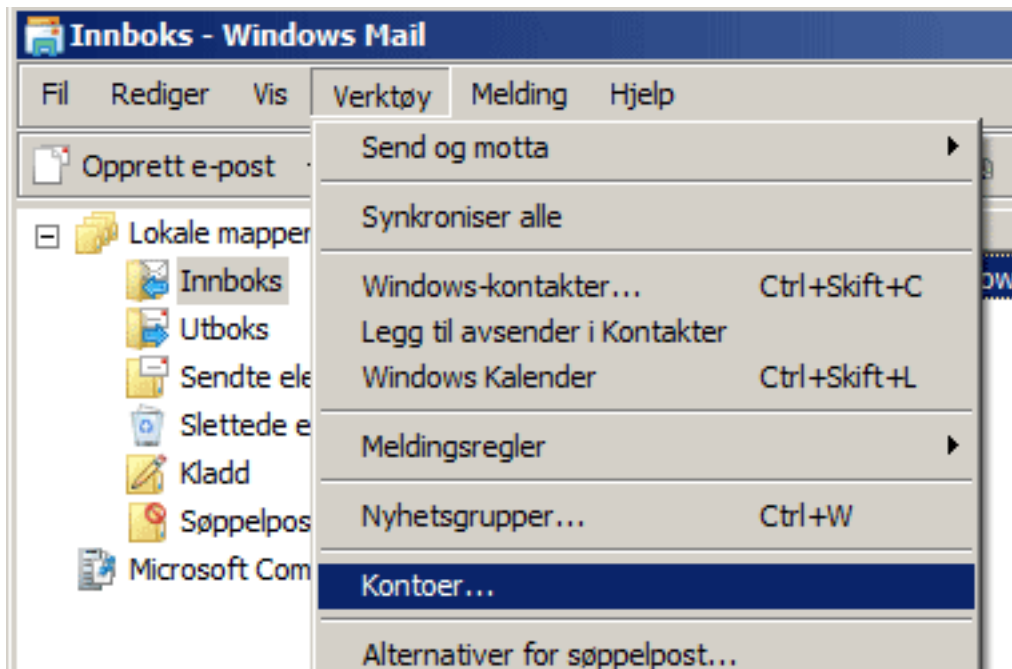 Innboks - Windows Mail
Fil Rediger Vis Verktøy Melding Hjelp
Opprett e-post
Send og motta
Synkroniser alle
Windows-kontakter... Ctrl+Skift+C
Legg til avsender i Kontakter
Windows Kalender Ctrl+Skift+L
Meldingsregler
Nyhetsgrupper... Ctrl+W
Kontoer...
Alternativer for søppelpost...
Lokale mapper
Innboks
Utboks
Sendte ele
Slettede e
Kladd
Søppelpos
Microsoft Com